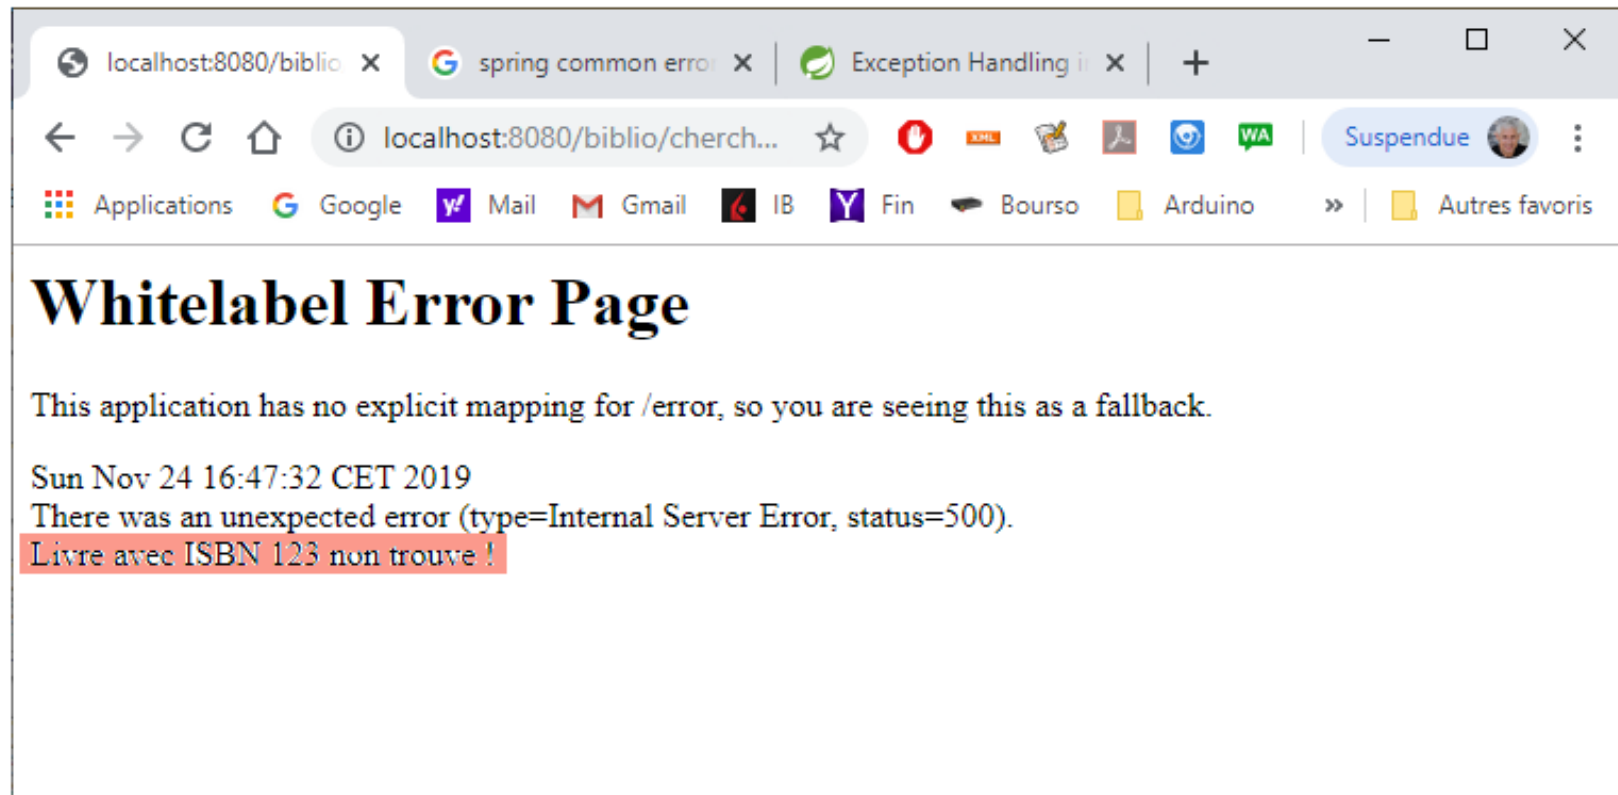 localhost:8080/biblio
spring common erro
Exception Handling i
localhost:8080/biblio/cherch...
XML
WA
Suspendue
Applications
Google
Mail
Gmail
IB
Fin
Bourso
Arduino
»
Autres favoris
Whitelabel Error Page
This application has no explicit mapping for /error, so you are seeing this as a fallback.
Sun Nov 24 16:47:32 CET 2019
There was an unexpected error (type=Internal Server Error, status=500).
Livre avec ISBN 123 non trouve !